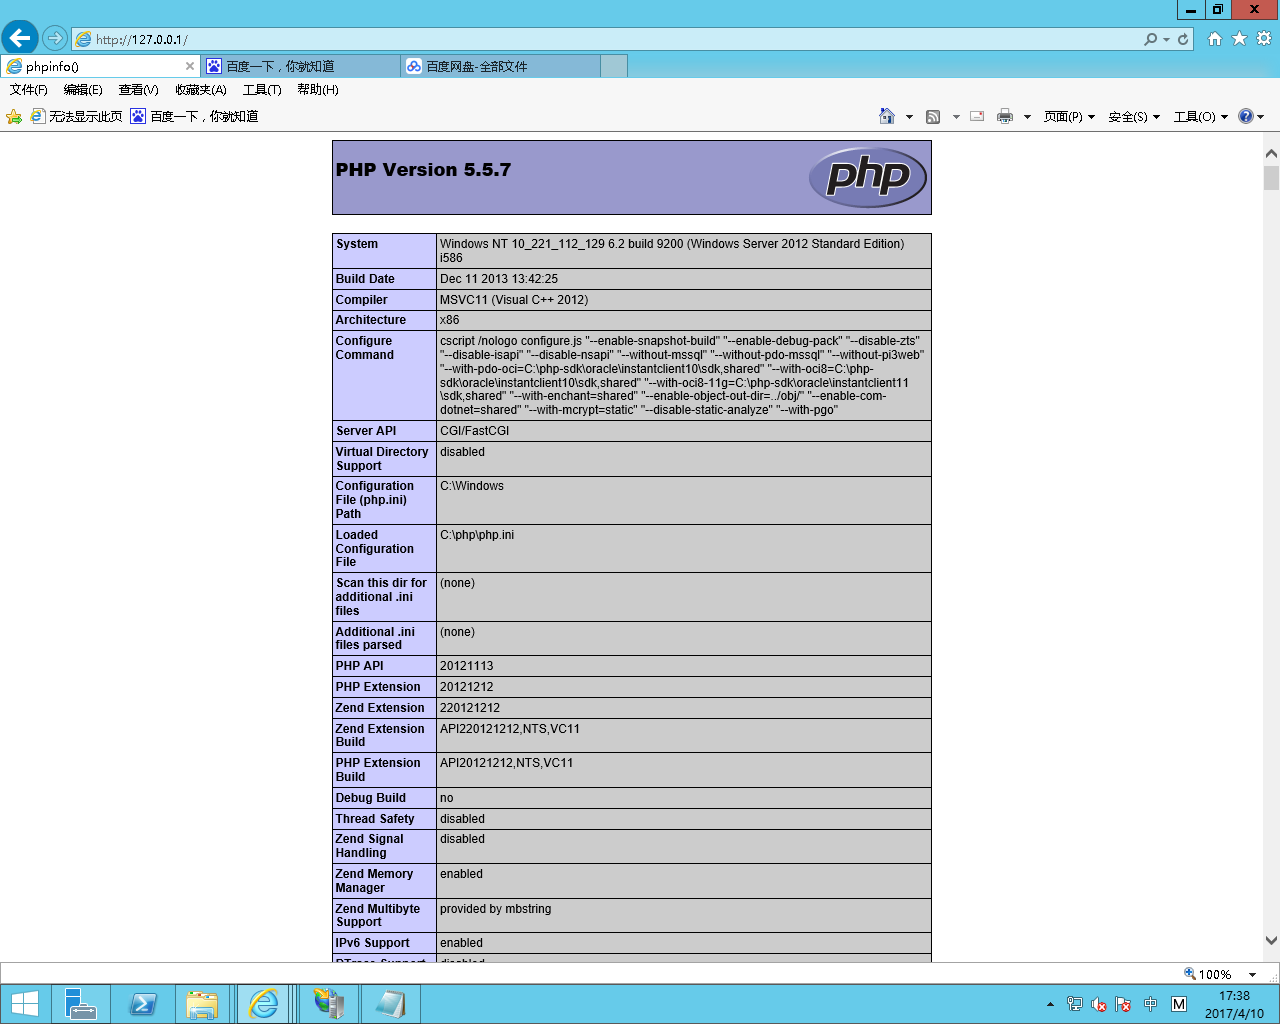 http://127.0.0.1/
phpinfo()
百度一下，你就知道
百度网盘-全部文件
文件(F) 编辑(E) 查看(V) 收藏夹(A) 工具(T) 帮助(H)
无法显示此页 百度一下，你就知道
页面(P) 安全(S) 工具(O)
PHP Version 5.5.7
php
System
Windows NT 10_221_112_129 6.2 build 9200 (Windows Server 2012 Standard Edition)
i586
Build Date
Dec 11 2013 13:42:25
Compiler
MSVC11 (Visual C++ 2012)
Architecture
x86
Configure
Command
cscript /nologo configure.js "--enable-snapshot-build" "--enable-debug-pack" "--disable-zts"
"--disable-isapi" "--disable-nsapi" "--without-mssql" "--without-pdo-mssql" "--without-pi3web"
"--with-pdo-oci=C:\php-sdk\oracle\instantclient10\sdk,shared" "--with-oci8=C:\php-
sdk\oracle\instantclient10\sdk,shared" "--with-oci8-11g=C:\php-sdk\oracle\instantclient11
\sdk,shared" "--with-enchant=shared" "--enable-object-out-dir=../obj/" "--enable-com-
dotnet=shared" "--with-mcrypt=static" "--disable-static-analyze" "--with-pgo"
Server API
CGI/FastCGI
Virtual Directory
Support
disabled
Configuration
File (php.ini)
Path
C:\Windows
Loaded
Configuration
File
C:\php\php.ini
Scan this dir for
additional .ini
files
(none)
Additional .ini
files parsed
(none)
PHP API
20121113
PHP Extension
20121212
Zend Extension
220121212
Zend Extension
Build
API220121212,NTS,VC11
PHP Extension
Build
API20121212,NTS,VC11
Debug Build
no
Thread Safety
disabled
Zend Signal
Handling
disabled
Zend Memory
Manager
enabled
Zend Multibyte
Support
provided by mbstring
IPv6 Support
enabled
DTrace Support
disabled
100%
中
M
17:38
2017/4/10